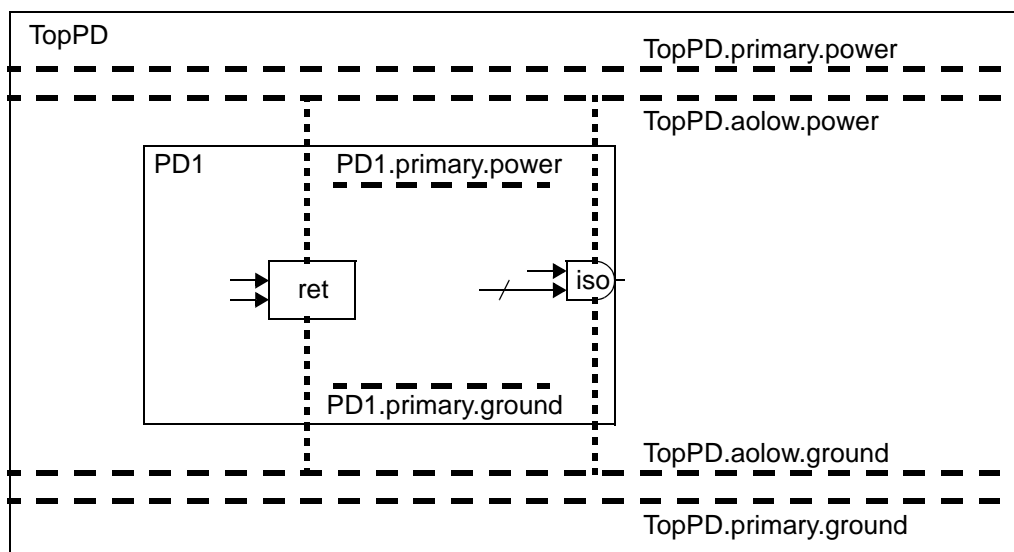 TopPD
TopPD.primary.power
TopPD.aolow.power
PD1
PD1.primary.power
ret
iso
PD1.primary.ground
TopPD.aolow.ground
TopPD.primary.ground